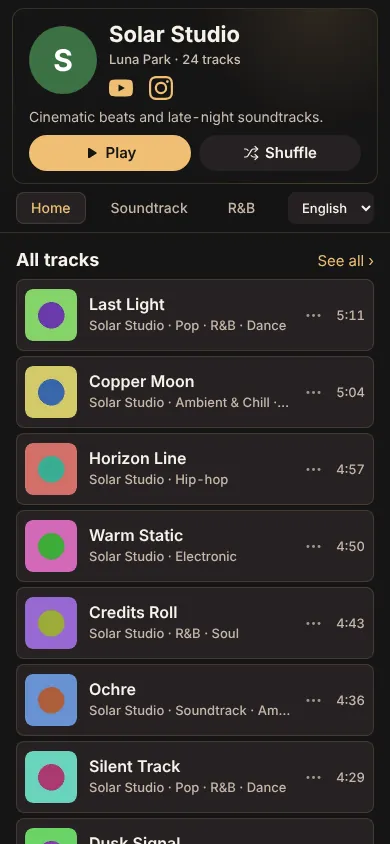 S
Solar Studio
Luna Park · 24 tracks
Cinematic beats and late-night soundtracks.
Play
Shuffle
Home
Soundtrack
R&B
English
All tracks
See all ›
Last Light
Solar Studio · Pop · R&B · Dance
5:11
Copper Moon
Solar Studio · Ambient & Chill ·...
5:04
Horizon Line
Solar Studio · Hip-hop
4:57
Warm Static
Solar Studio · Electronic
4:50
Credits Roll
Solar Studio · R&B · Soul
4:43
Ochre
Solar Studio · Soundtrack · Am...
4:36
Silent Track
Solar Studio · Pop · R&B · Dance
4:29
Dusk Signal